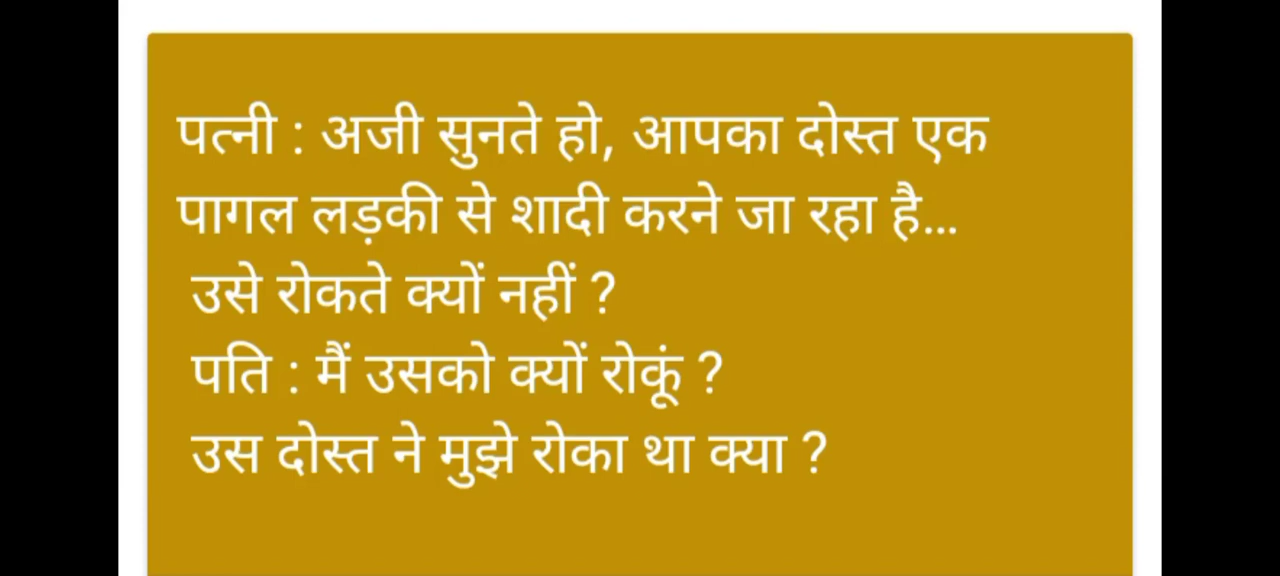 पत्नी : अजी सुनते हो, आपका दोस्त एक
पागल लड़की से शादी करने जा रहा है...
उसे रोकते क्यों नहीं ?
पति : मैं उसको क्यों रोकूं ?
उस दोस्त ने मुझे रोका था क्या ?